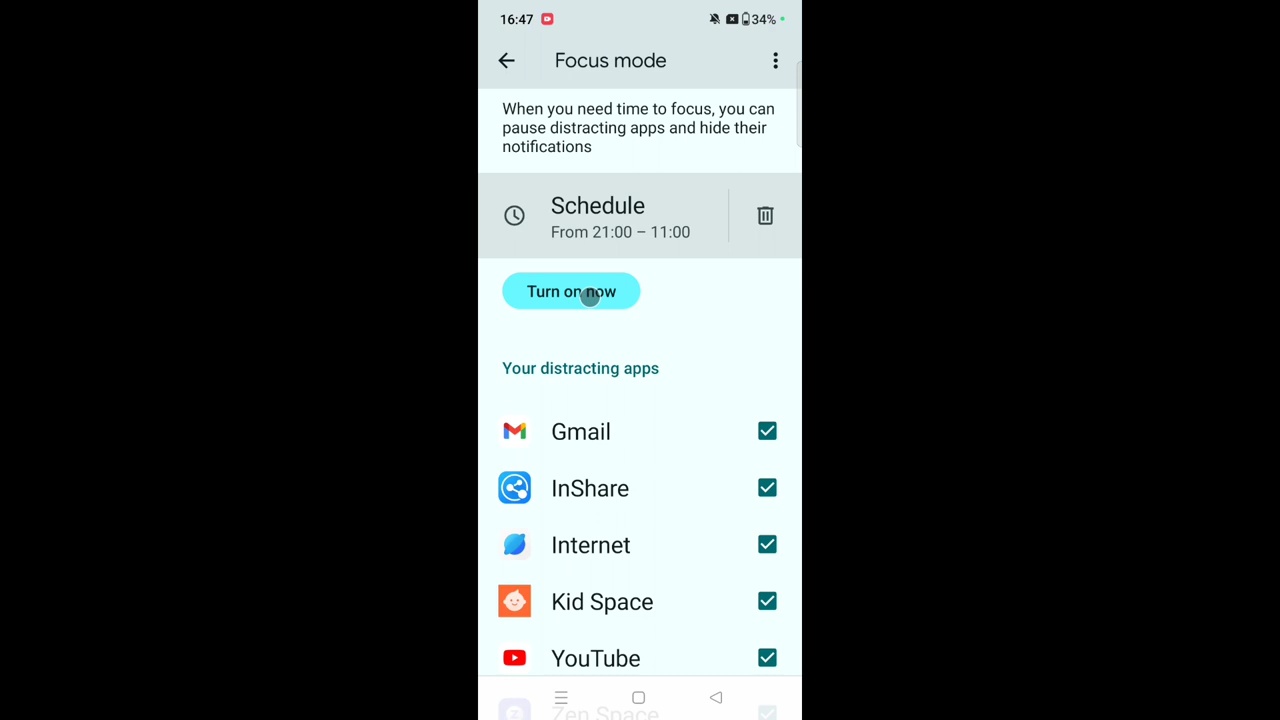 16:47
34%
Focus mode
When you need time to focus, you can
pause distracting apps and hide their
notifications
Schedule
From 21:00 – 11:00
Turn on now
Your distracting apps
Gmail
InShare
Internet
Kid Space
YouTube
Zen Space